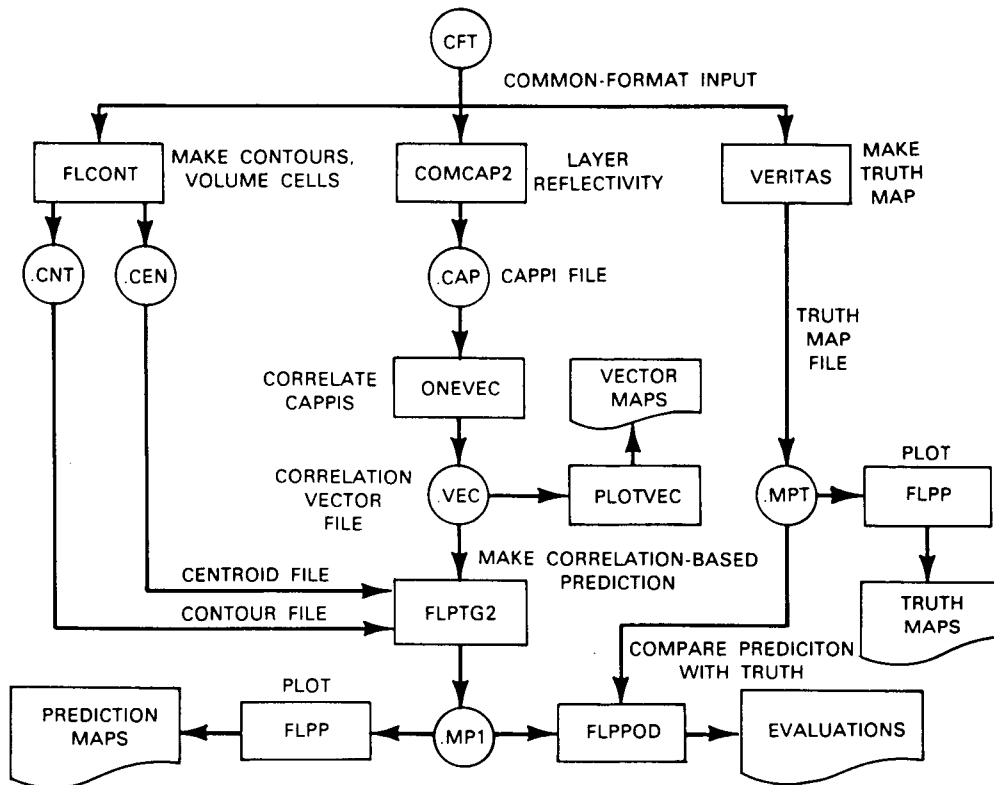 CFT
COMMON-FORMAT INPUT
FLCONT
MAKE CONTOURS,
VOLUME CELLS
COMCAP2
LAYER
REFLECTIVITY
VERITAS
MAKE
TRUTH
MAP
.CNT
.CEN
.CAP
CAPPI FILE
TRUTH
MAP
FILE
CORRELATE
CAPPIS
ONEVEC
VECTOR
MAPS
CORRELATION
VECTOR
FILE
.VEC
PLOTVEC
.MPT
PLOT
FLPP
MAKE CORRELATION-BASED
PREDICTION
CENTROID FILE
CONTOUR FILE
FLPTG2
TRUTH
MAPS
COMPARE PREDICITON
WITH TRUTH
PREDICTION
MAPS
PLOT
FLPP
.MP1
FLPPOD
EVALUATIONS